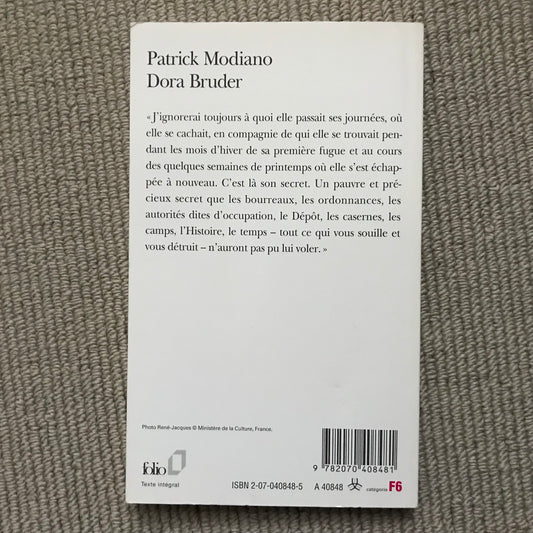 Patrick Modiano
Dora Bruder
« J'ignorerai toujours à quoi elle passait ses journées, où
elle se cachait, en compagnie de qui elle se trouvait pen-
dant les mois d'hiver de sa première fugue et au cours
des quelques semaines de printemps où elle s'est échap-
pée à nouveau. C'est là son secret. Un pauvre et pré-
cieux secret que les bourreaux, les ordonnances, les
autorités dites d'occupation, le Dépôt, les casernes, les
camps, l'Histoire, le temps – tout ce qui vous souille et
vous détruit – n'auront pas pu lui voler. »
Photo René-Jacques © Ministère de la Culture, France.
folio
Texte intégral
9 782070 408481
ISBN 2-07-040848-5 A 40848 catégorie F6